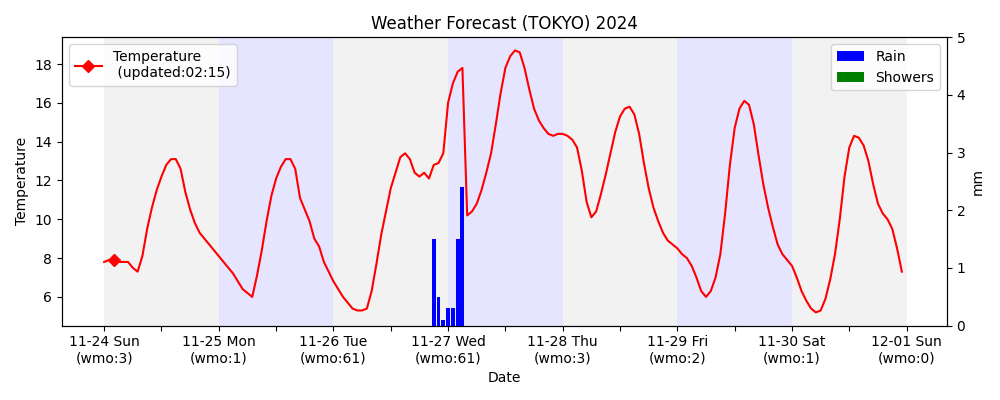 Weather Forecast (TOKYO) 2024
Temperature
(updated:02:15)
Rain
Showers
Temperature
18
16
14
12
10
8
6
5
4
3
2
1
0
mm
11-24 Sun
(wmo:3)
11-25 Mon
(wmo:1)
11-26 Tue
(wmo:61)
11-27 Wed
(wmo:61)
11-28 Thu
(wmo:3)
11-29 Fri
(wmo:2)
11-30 Sat
(wmo:1)
12-01 Sun
(wmo:0)
Date